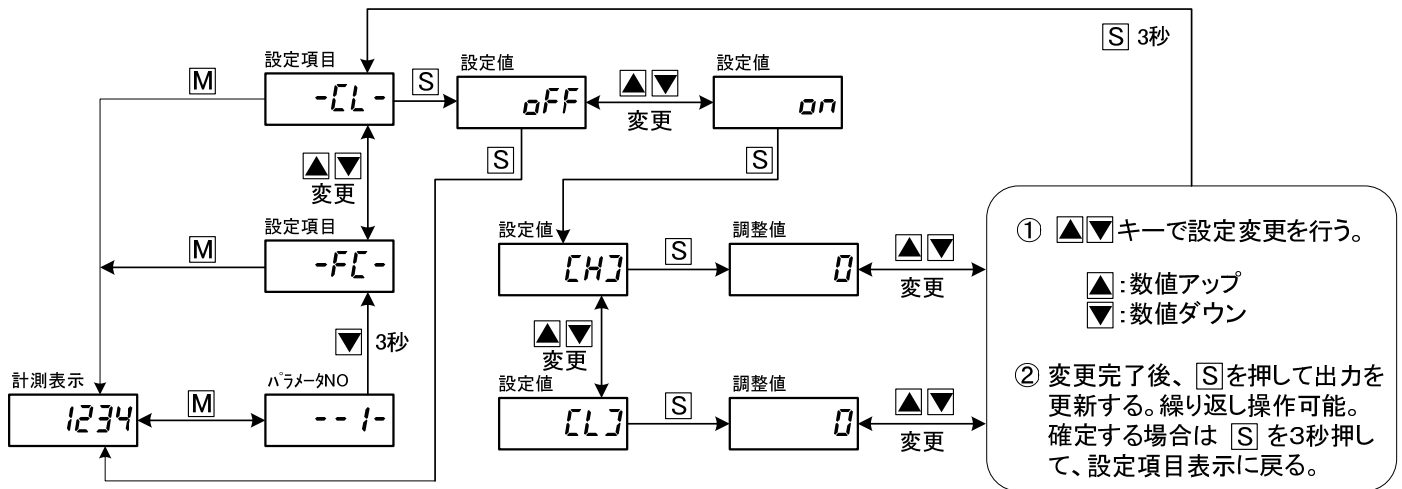 S 3秒
設定項目
M
-CL-
S
設定値
oFF
▲▼
変更
設定値
on
▲▼
変更
S
S
設定項目
M
-FC-
設定値
[H]
S
調整値
0
▲▼
変更
▲▼
変更
▼ 3秒
計測表示
1234
M
パラメータNO
--1-
設定値
[L]
S
調整値
0
▲▼
変更
① ▲▼キーで設定変更を行う。
▲:数値アップ
▼:数値ダウン
② 変更完了後、Sを押して出力を
更新する。繰り返し操作可能。
確定する場合は S を3秒押し
て、設定項目表示に戻る。